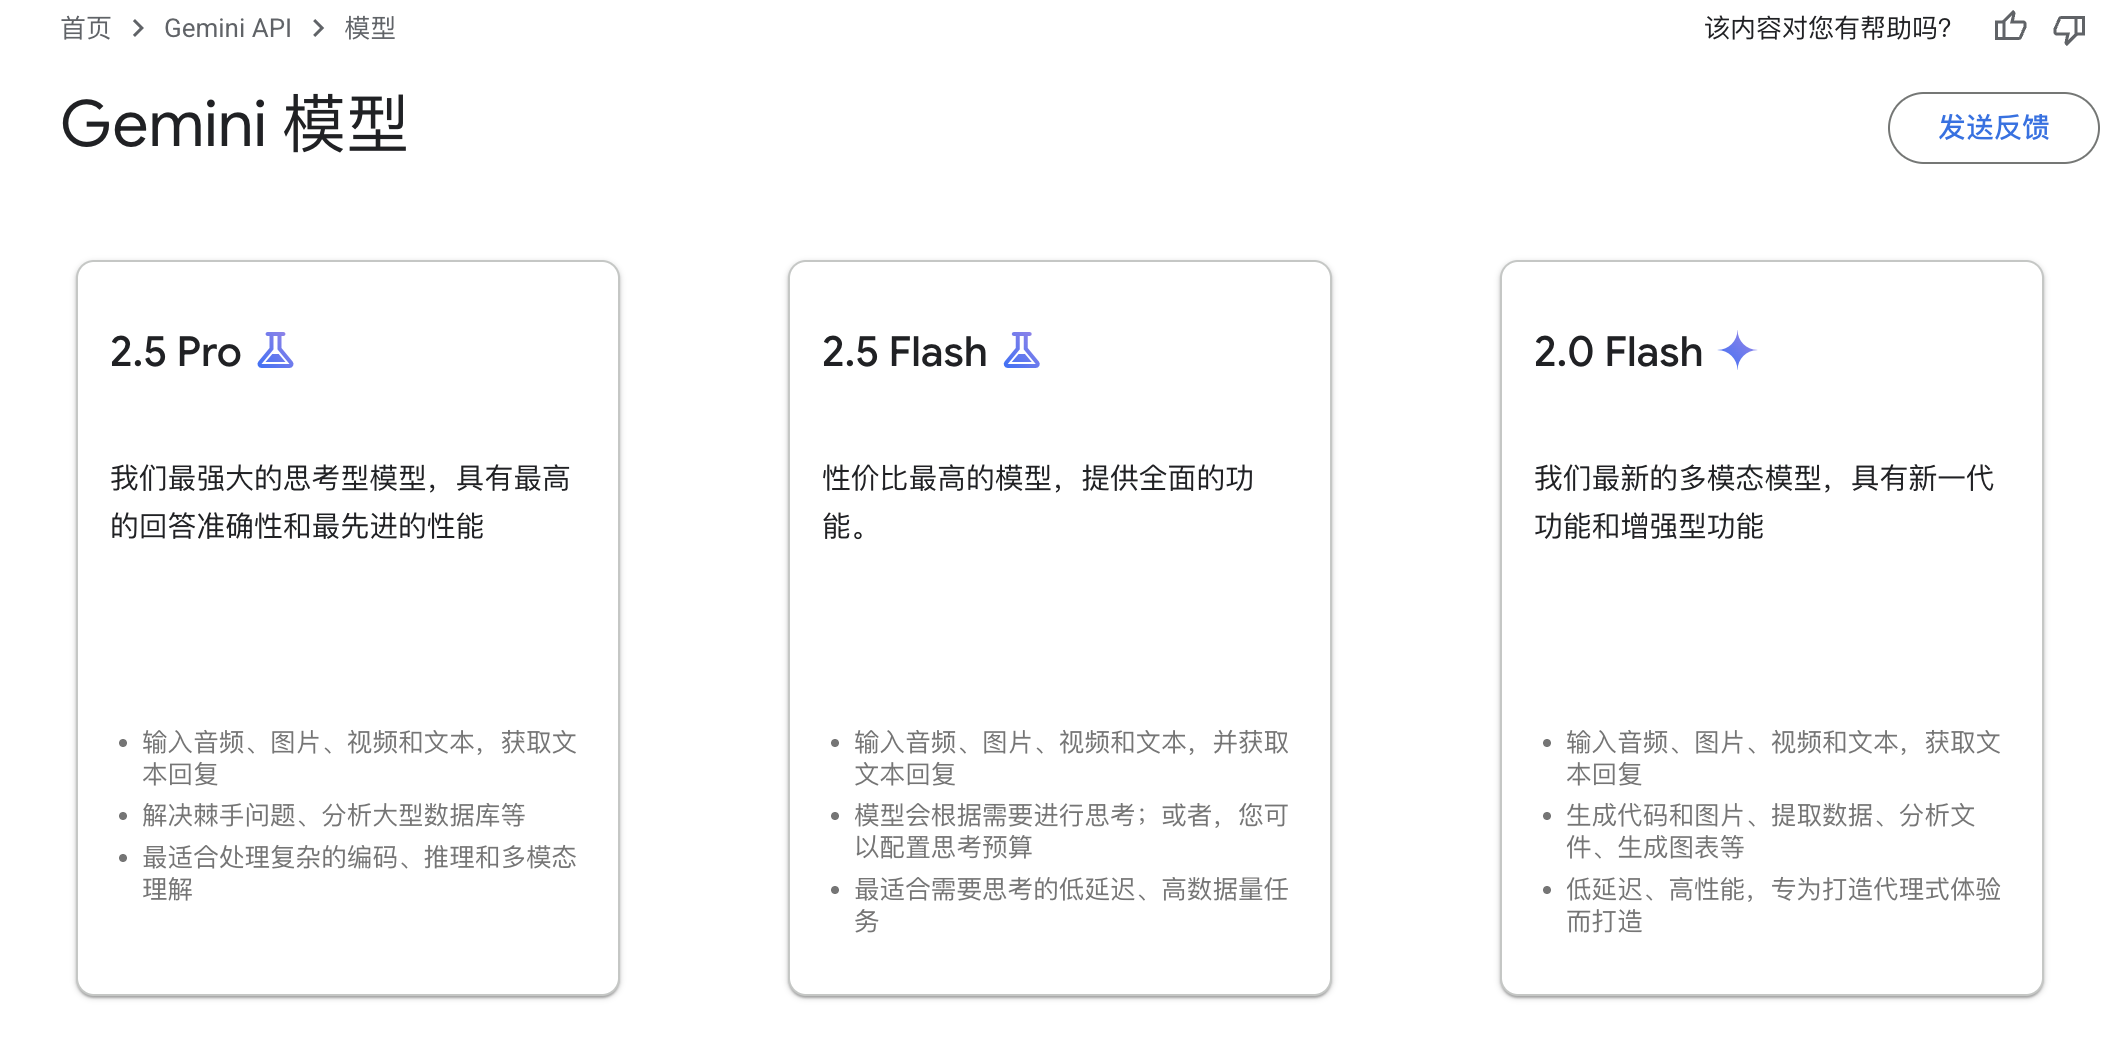 首页 > Gemini API > 模型
该内容对您有帮助吗?
Gemini 模型
发送反馈
2.5 Pro
我们最强大的思考型模型，具有最高
的回答准确性和最先进的性能
• 输入音频、图片、视频和文本，获取文
本回复
• 解决棘手问题、分析大型数据库等
• 最适合处理复杂的编码、推理和多模态
理解
2.5 Flash
性价比最高的模型，提供全面的功
能。
• 输入音频、图片、视频和文本，并获取
文本回复
• 模型会根据需要进行思考；或者，您可
以配置思考预算
• 最适合需要思考的低延迟、高数据量任
务
2.0 Flash
我们最新的多模态模型，具有新一代
功能和增强型功能
• 输入音频、图片、视频和文本，获取文
本回复
• 生成代码和图片、提取数据、分析文
件、生成图表等
• 低延迟、高性能，专为打造代理式体验
而打造